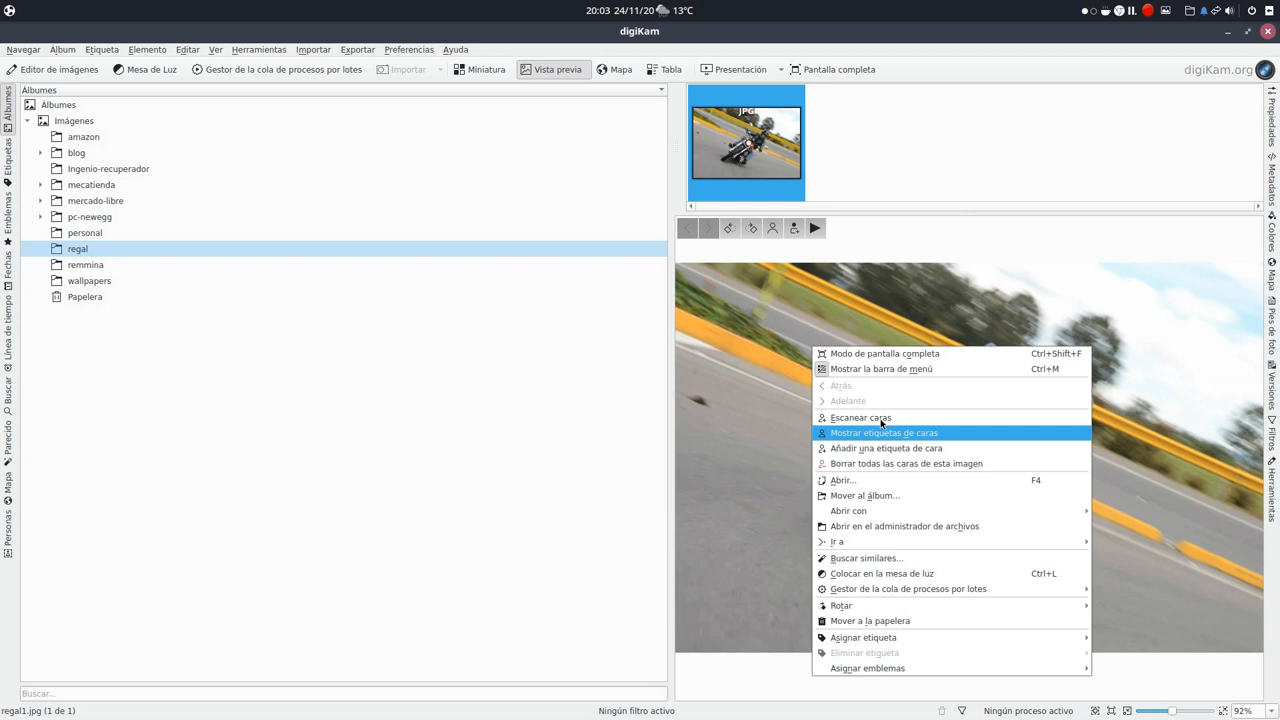 20:03 24/11/20 13°C
digiKam
Navegar Álbum Etiqueta Elemento Editar Ver Herramientas Importar Exportar Preferencias Ayuda
Editor de imágenes Mesa de Luz Gestor de la cola de procesos por lotes Importar Miniatura Vista previa Mapa Tabla Presentación Pantalla completa digiKam.org
Álbumes
Álbumes
Imágenes
amazon
blog
Ingenio-recuperador
mecatienda
mercado-libre
pc-newegg
personal
regal
remmina
wallpapers
Papelera
Buscar...
Álbumes
Etiquetas
Emblemas
Fechas
Línea de tiempo
Buscar
Parecido
Mapa
Personas
JPG
Modo de pantalla completa Ctrl+Shift+F
Mostrar la barra de menú Ctrl+M
Atrás
Adelante
Escanear caras
Mostrar etiquetas de caras
Añadir una etiqueta de cara
Borrar todas las caras de esta imagen
Abrir... F4
Mover al álbum...
Abrir con
Abrir en el administrador de archivos
Ir a
Buscar similares...
Colocar en la mesa de luz Ctrl+L
Gestor de la cola de procesos por lotes
Rotar
Mover a la papelera
Asignar etiqueta
Eliminar etiqueta
Asignar emblemas
Propiedades
Metadatos
Colores
Mapa
Pies de foto
Versiones
Filtros
Herramientas
regal1.jpg (1 de 1) Ningún filtro activo Ningún proceso activo 92%